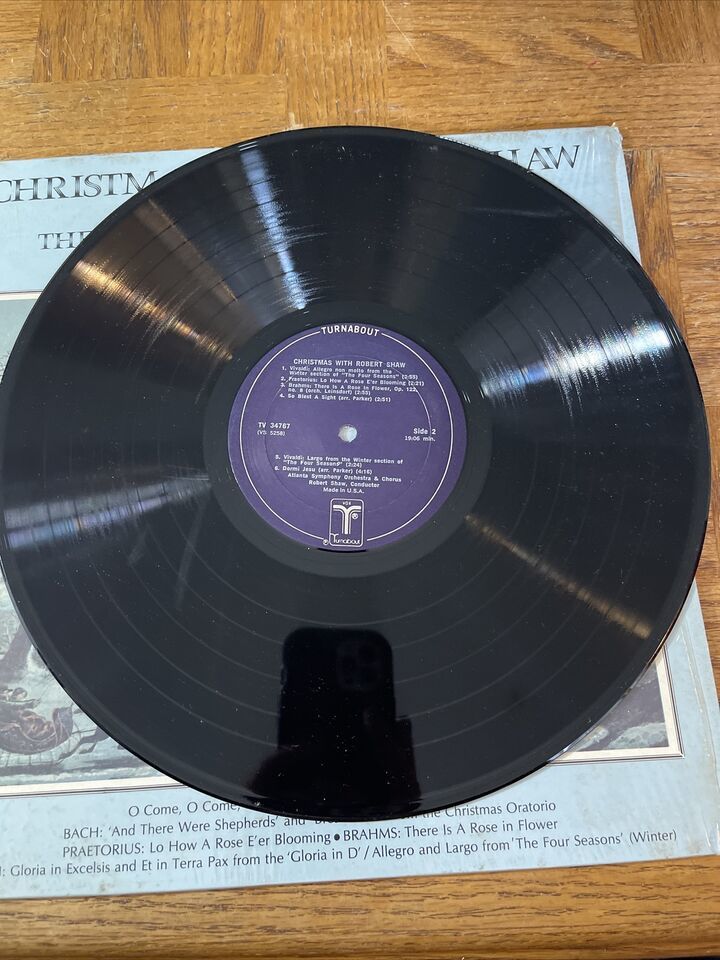 CHRISTM SHAW
THE
TURNABOUT
CHRISTMAS WITH ROBERT SHAW
1. Vivaldi: Allegro non molto from the
Winter section of "The Four Seasons" (2:55)
2. Praetorius: Lo How A Rose E'er Blooming (2:21)
3. Brahms: There Is A Rose in Flower, Op. 122,
no. 8 (orch. Leinsdorf) (2:53)
4. So Blest A Sight (arr. Parker) (2:51)
TV 34767
(VS 5258)
Side 2
19:06 min.
5. Vivaldi: Largo from the Winter section of
"The Four Seasons" (2:24)
6. Dormi Jesu (arr. Parker) (4:16)
Atlanta Symphony Orchestra & Chorus
Robert Shaw, Conductor
Made in U.S.A.
VOX
Turnabout
O Come, O Come, the Christmas Oratorio
BACH: 'And There Were Shepherds' and
PRAETORIUS: Lo How A Rose E'er Blooming • BRAHMS: There Is A Rose in Flower
: Gloria in Excelsis and Et in Terra Pax from the 'Gloria in D' / Allegro and Largo from 'The Four Seasons' (Winter)